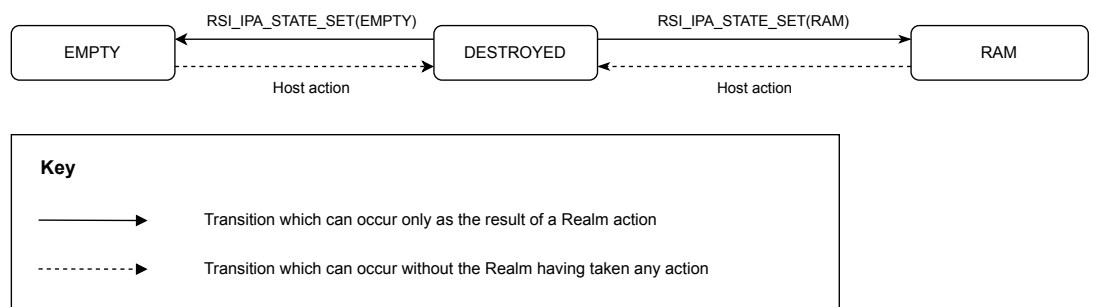 RSI_IPA_STATE_SET(EMPTY)
RSI_IPA_STATE_SET(RAM)
EMPTY
DESTROYED
RAM
Host action
Host action
Key
Transition which can occur only as the result of a Realm action
Transition which can occur without the Realm having taken any action